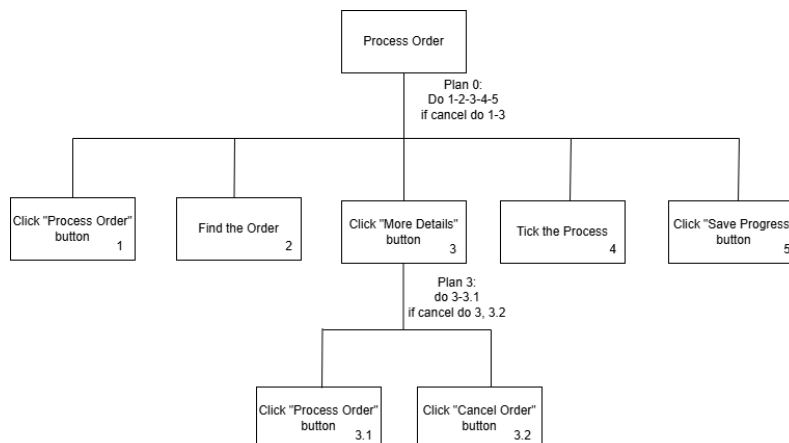 Process Order
Plan 0:
Do 1-2-3-4-5
if cancel do 1-3
Click "Process Order"
button
1
Find the Order
2
Click "More Details"
button
3
Tick the Process
4
Click "Save Progress"
button
5
Plan 3:
do 3-3.1
if cancel do 3, 3.2
Click "Process Order"
button
3.1
Click "Cancel Order"
button
3.2